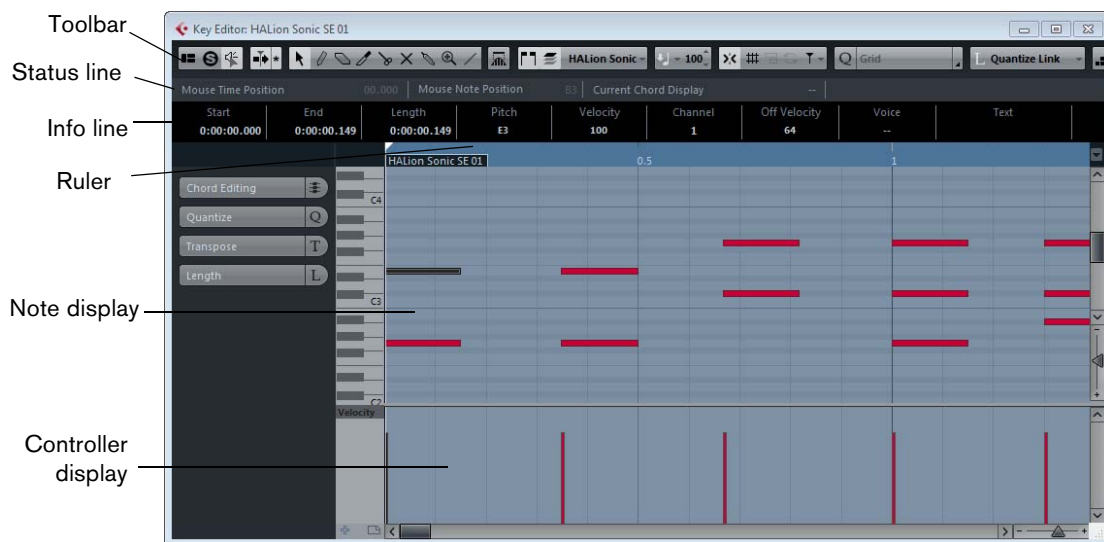 Toolbar
Status line
Info line
Ruler
Note display
Controller
display
Key Editor: HALion Sonic SE 01
S
HALion Sonic
100
Q
Grid
L
Quantize Link
Mouse Time Position
00.000
Mouse Note Position
B3
Current Chord Display
--
Start End Length Pitch Velocity Channel Off Velocity Voice Text
0:00:00.000 0:00:00.149 0:00:00.149 E3 100 1 64 --
HALion Sonic SE 01
0.5
1
Chord Editing
Quantize Q
Transpose T
Length L
C4
C3
C2
Velocity